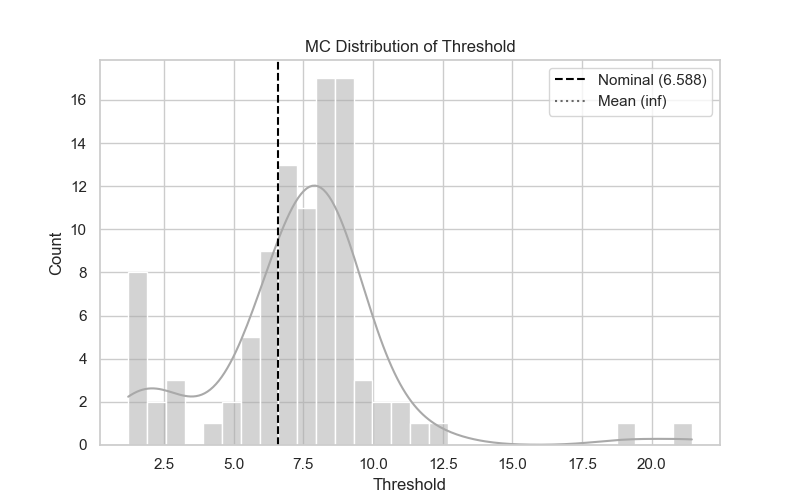 MC Distribution of Threshold
Nominal (6.588)
Mean (inf)
Count
16
14
12
10
8
6
4
2
0
2.5 5.0 7.5 10.0 12.5 15.0 17.5 20.0
Threshold